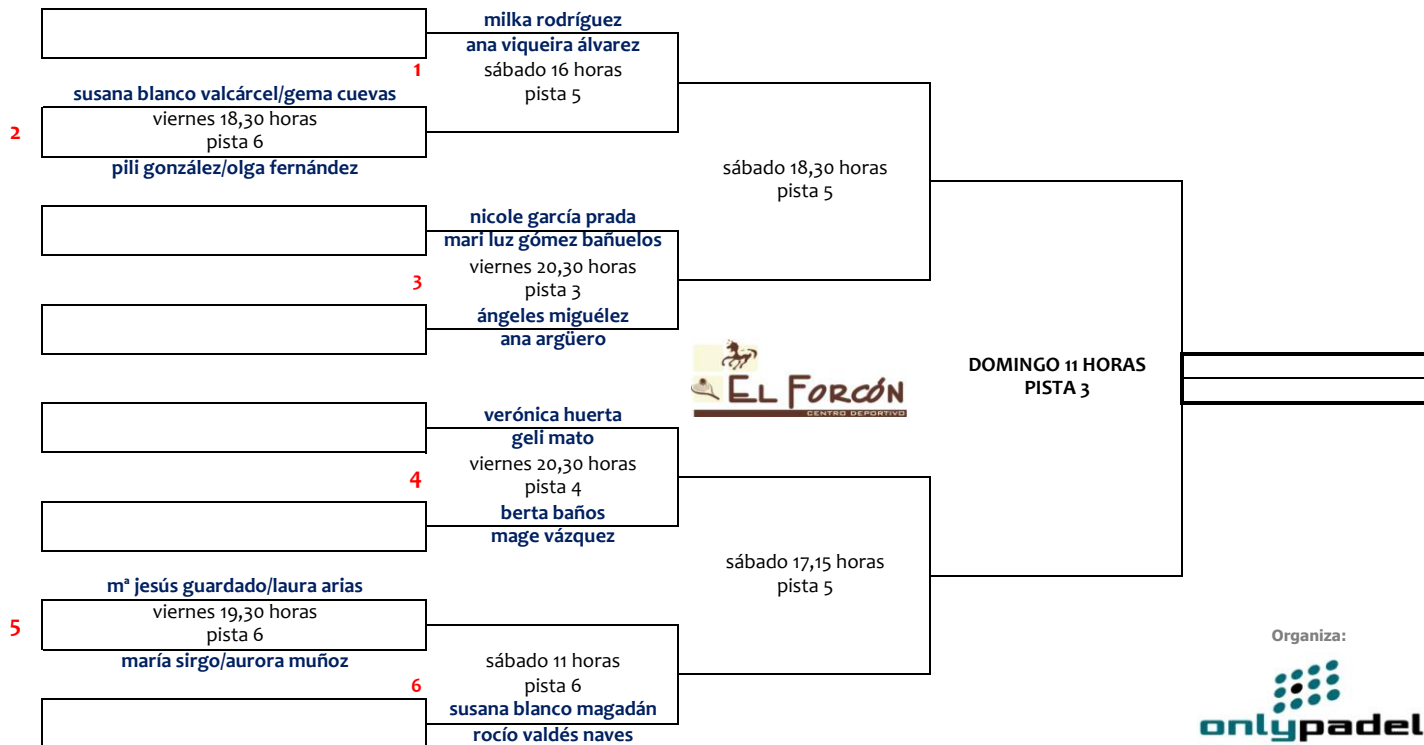 milka rodríguez
ana viqueira álvarez
1
sábado 16 horas
pista 5
susana blanco valcárcel/gema cuevas
2
viernes 18,30 horas
pista 6
pili gonzález/olga fernández
sábado 18,30 horas
pista 5
nicole garcía prada
mari luz gómez bañuelos
3
viernes 20,30 horas
pista 3
ángeles miguélez
ana argüero
EL FORCÓN
CENTRO DEPORTIVO
DOMINGO 11 HORAS
PISTA 3
verónica huerta
geli mato
4
viernes 20,30 horas
pista 4
berta baños
mage vázquez
sábado 17,15 horas
pista 5
mª jesús guardado/laura arias
5
viernes 19,30 horas
pista 6
maría sirgo/aurora muñoz
6
sábado 11 horas
pista 6
susana blanco magadán
rocío valdés naves
Organiza:
onlypadel